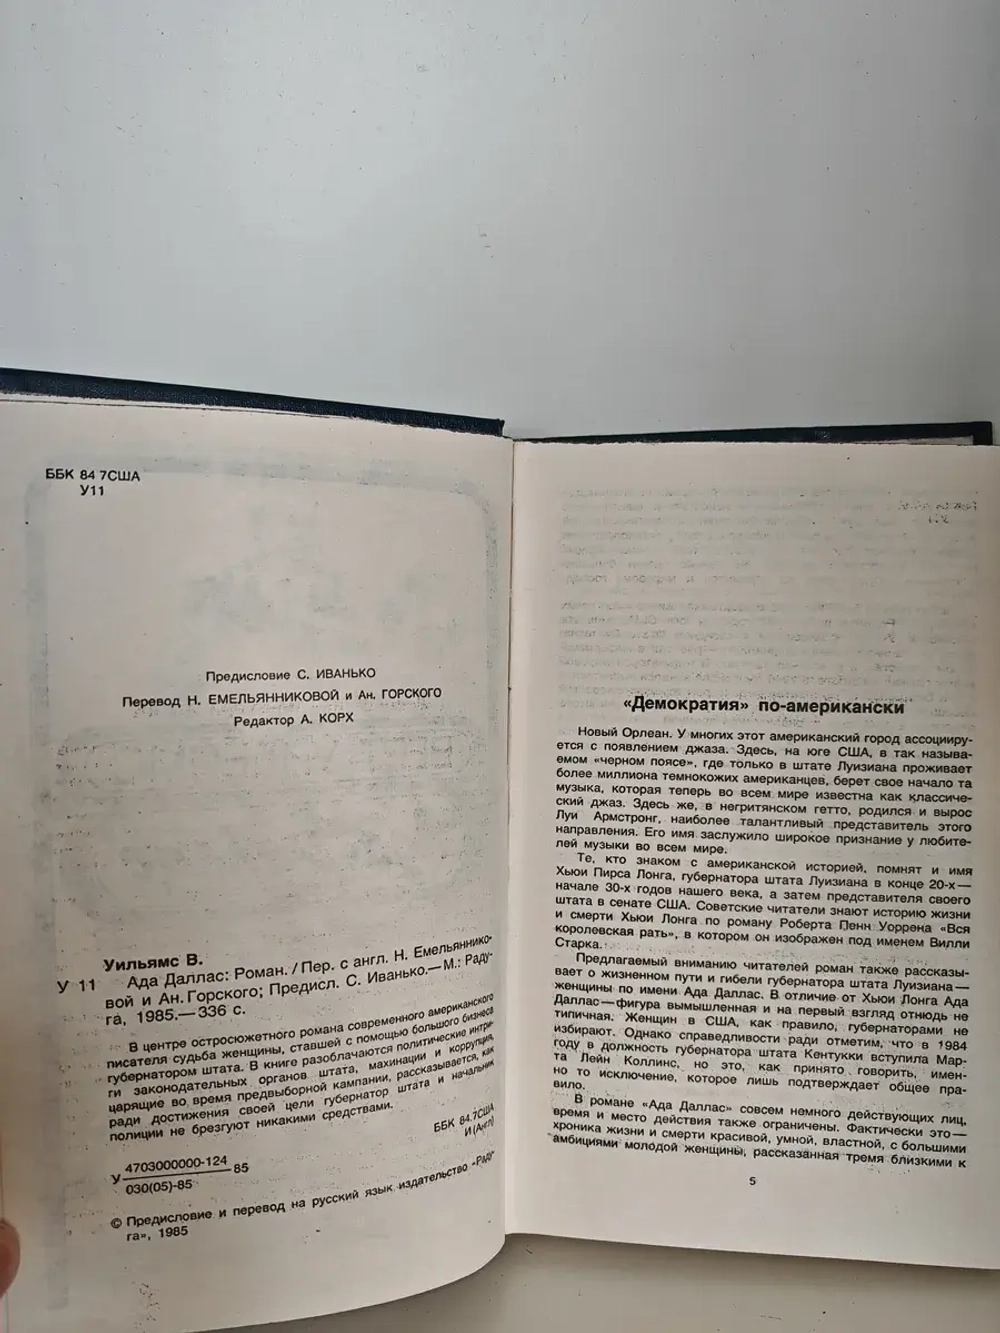 ББК 84 7США
У11
Предисловие С. ИВАНЬКО
Перевод Н. ЕМЕЛЬЯННИКОВОЙ и Ан. ГОРСКОГО
Редактор А. КОРХ
Уильямс В.
У 11 Ада Даллас: Роман. / Пер. с англ. Н. Емельяннико-
вой и Ан. Горского; Предисл. С. Иванько.— М.: Раду-
га, 1985.— 336 с.
В центре остросюжетного романа современного американского
писателя судьба женщины, ставшей с помощью большого бизнеса
губернатором штата. В книге разоблачаются политические интри-
ги законодательных органов штата, махинации и коррупция,
царящие во время предвыборной кампании, рассказывается, как
ради достижения своей цели губернатор штата и начальник
полиции не брезгуют никакими средствами.
ББК 84.7США
И (Англ)
У 4703000000-124 85
030(05)-85
© Предисловие и перевод на русский язык издательство «Раду-
га», 1985
«Демократия» по-американски
Новый Орлеан. У многих этот американский город ассоцииру-
ется с появлением джаза. Здесь, на юге США, в так называ-
емом «черном поясе», где только в штате Луизиана проживает
более миллиона темнокожих американцев, берет свое начало та
музыка, которая теперь во всем мире известна как классиче-
ский джаз. Здесь же, в негритянском гетто, родился и вырос
Луи Армстронг, наиболее талантливый представитель этого
направления. Его имя заслужило широкое признание у любите-
лей музыки во всем мире.
Те, кто знаком с американской историей, помнят и имя
Хьюи Пирса Лонга, губернатора штата Луизиана в конце 20-х—
начале 30-х годов нашего века, а затем представителя своего
штата в сенате США. Советские читатели знают историю жизни
и смерти Хьюи Лонга по роману Роберта Пенн Уоррена «Вся
королевская рать», в котором он изображен под именем Вилли
Старка.
Предлагаемый вниманию читателей роман также рассказы-
вает о жизненном пути и гибели губернатора штата Луизиана—
женщины по имени Ада Даллас. В отличие от Хьюи Лонга Ада
Даллас—фигура вымышленная и на первый взгляд отнюдь не
типичная. Женщин в США, как правило, губернаторами не
избирают. Однако справедливости ради отметим, что в 1984
году в должность губернатора штата Кентукки вступила Мар-
та Лейн Коллинс, но это, как принято говорить, имен-
но то исключение, которое лишь подтверждает общее пра-
вило.
В романе «Ада Даллас» совсем немного действующих лиц,
время и место действия также ограничены. Фактически это—
хроника жизни и смерти красивой, умной, властной, с большими
амбициями молодой женщины, рассказанная тремя близкими к
5